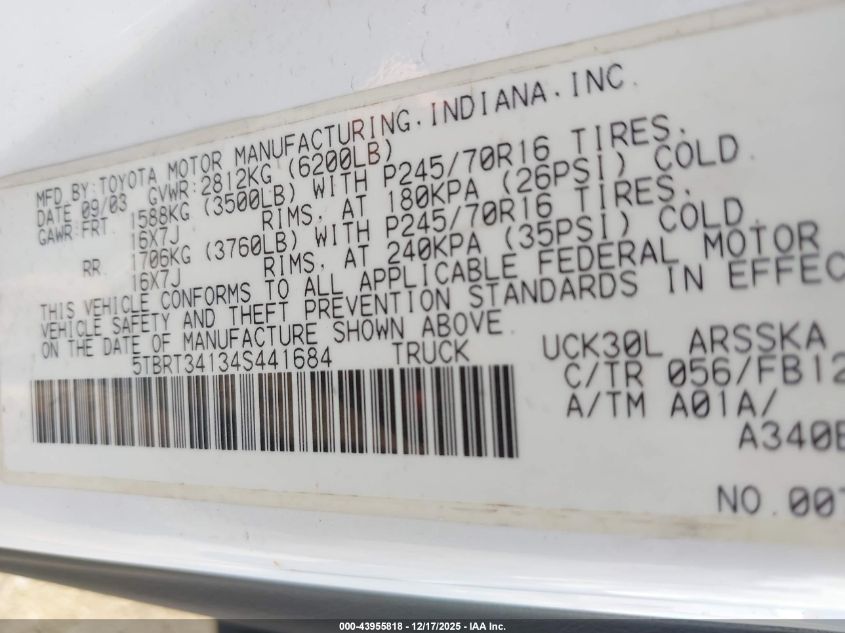 MFD.BY:TOYOTA MOTOR MANUFACTURING.INDIANA.INC.
DATE 09/03 GVWR:2812KG (6200LB)
GAWR:FRT. 1588KG (3500LB) WITH P245/70R16 TIRES.
16X7J RIMS. AT 180KPA (26PSI) COLD.
RR. 1706KG (3760LB) WITH P245/70R16 TIRES.
16X7J RIMS. AT 240KPA (35PSI) COLD.
THIS VEHICLE CONFORMS TO ALL APPLICABLE FEDERAL MOTOR
VEHICLE SAFETY AND THEFT PREVENTION STANDARDS IN EFFEC
ON THE DATE OF MANUFACTURE SHOWN ABOVE.
5TBRT34134S441684 TRUCK UCK30L ARSSKA
C/TR 056/FB12
A/TM A01A/
A340E
NO.007
000-43955818 - 12/17/2025 - IAA Inc.